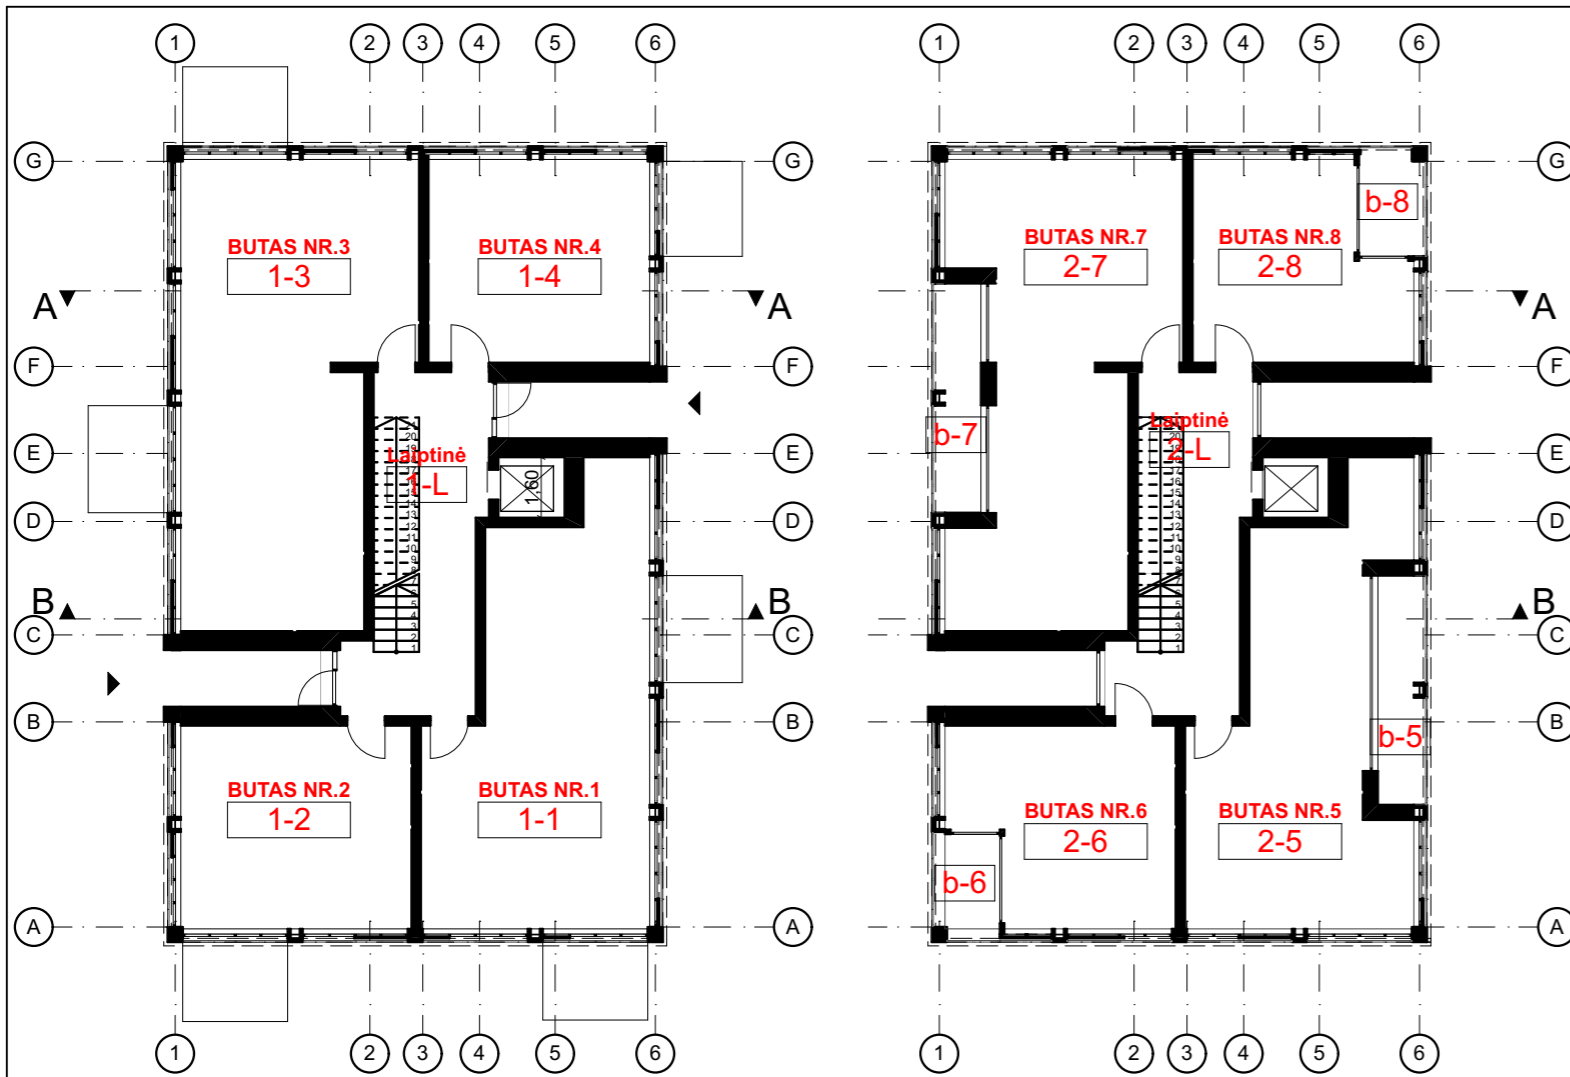 1 2 3 4 5 6 1 2 3 4 5 6
G G G
b-8
BUTAS NR.3 BUTAS NR.4 BUTAS NR.7 BUTAS NR.8
1-3 1-4 2-7 2-8
A A A
F F F
Laiptinė Laiptinė
b-7
E E E
1-L 2-L
1,60
D D D
B B B
C C C
B B B
b-5
BUTAS NR.2 BUTAS NR.1 BUTAS NR.6 BUTAS NR.5
1-2 1-1 2-6 2-5
b-6
A A A
1 2 3 4 5 6 1 2 3 4 5 6